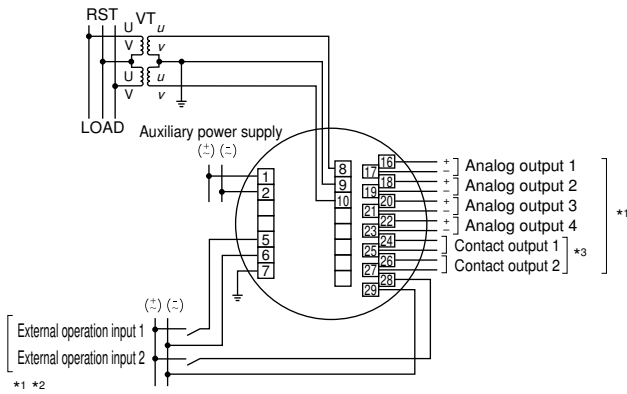 RST
VT
U
u
V
v
U
u
V
v
LOAD
Auxiliary power supply
(+) (-)
1
2
5
6
7
8
9
10
16
17
18
19
20
21
22
23
24
25
26
27
28
29
+
− Analog output 1
+
− Analog output 2
+
− Analog output 3
+
− Analog output 4
Contact output 1
Contact output 2
*3
*1
(+) (-)
External operation input 1
External operation input 2
*1 *2